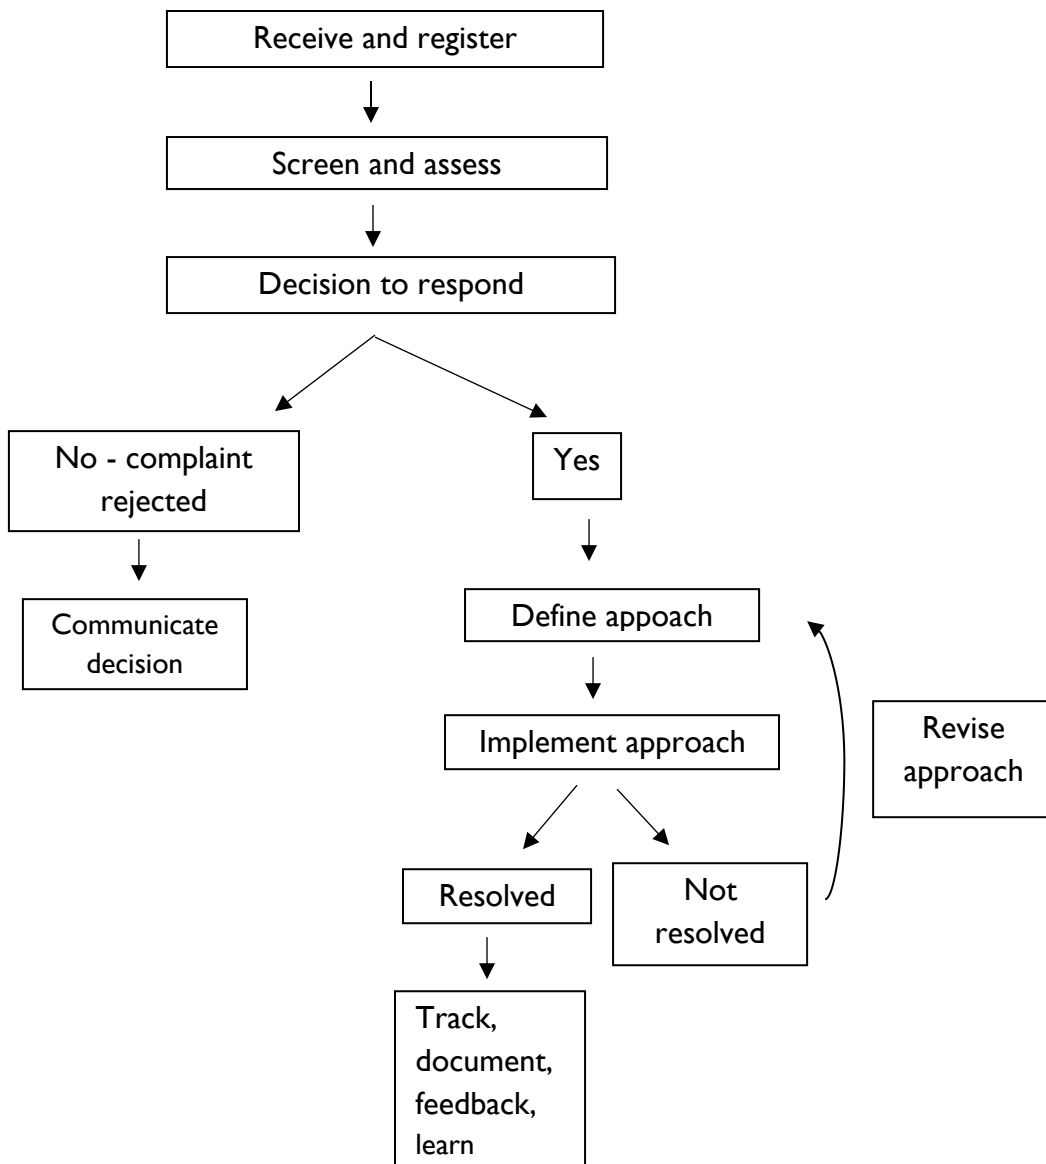 Receive and register
Screen and assess
Decision to respond
No - complaint
rejected
Yes
Communicate
decision
Define appoach
Implement approach
Revise
approach
Resolved
Not
resolved
Track,
document,
feedback,
learn